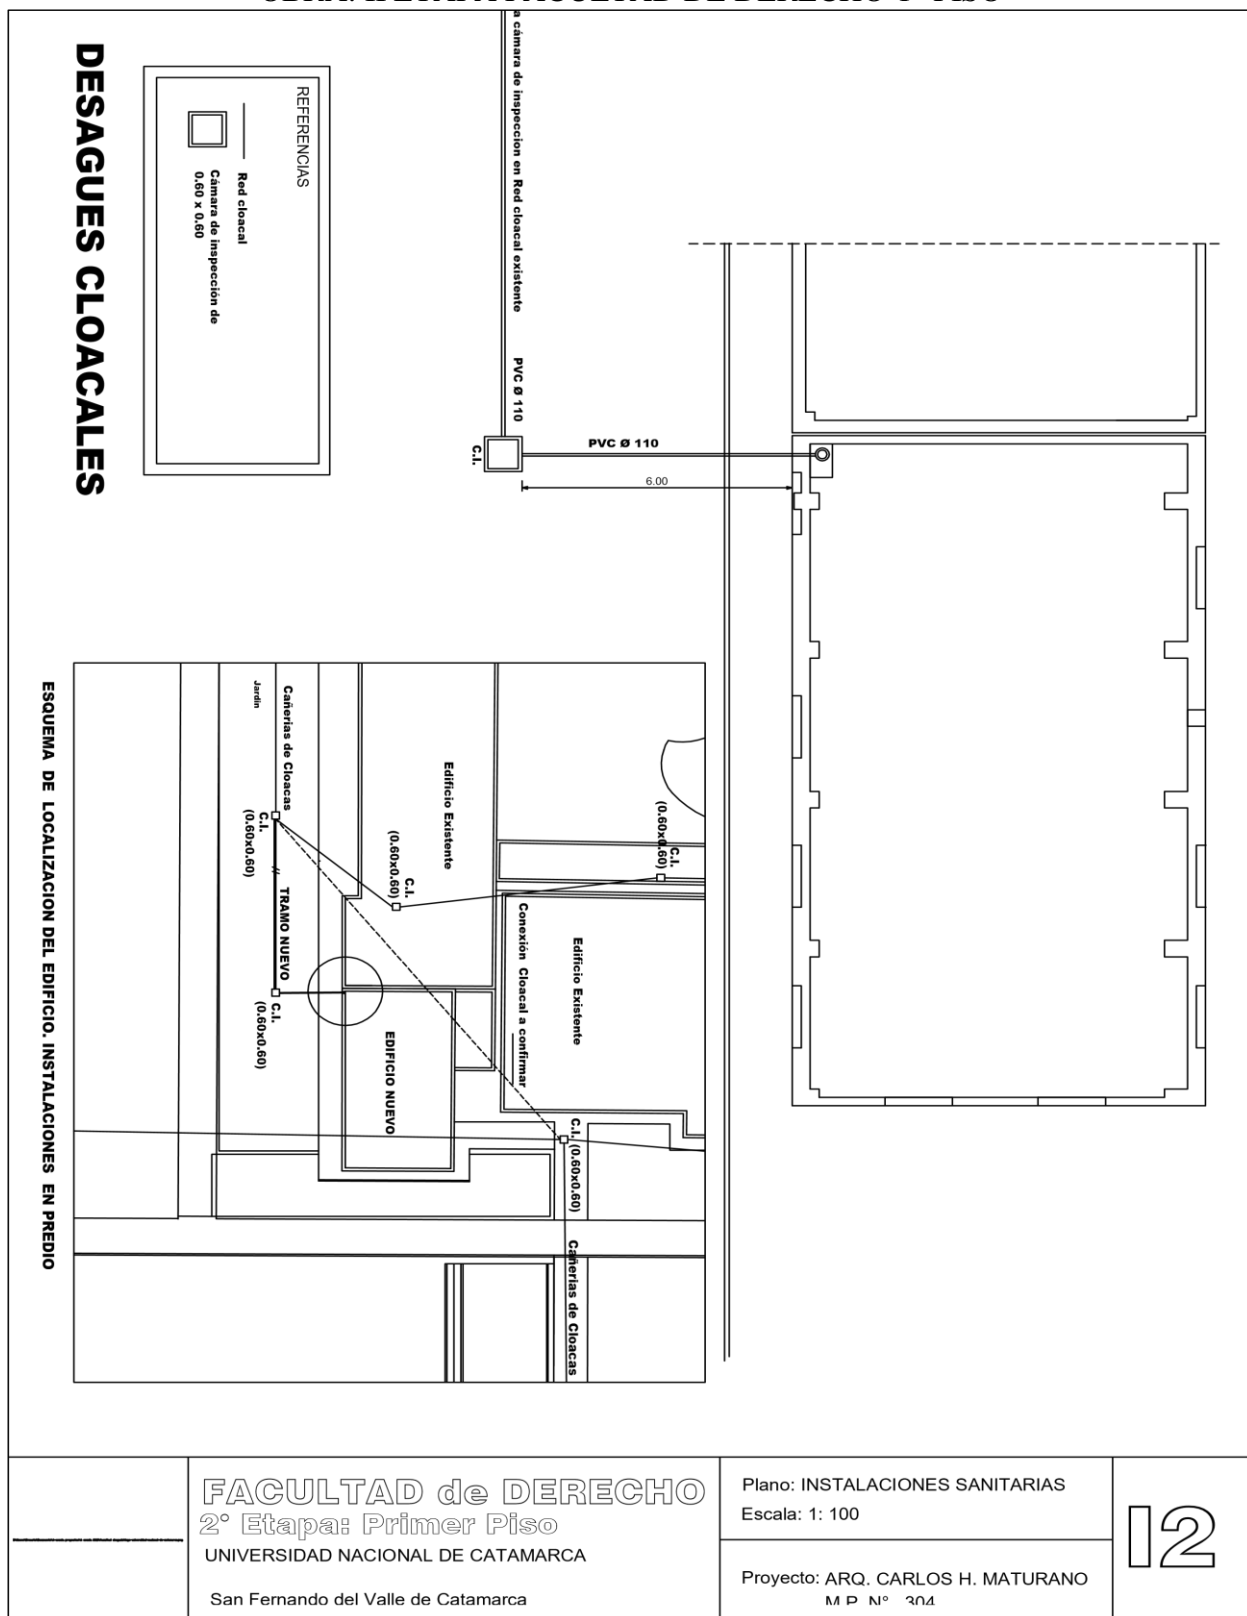 DESAGUES CLOACALES
REFERENCIAS
Red cloacal
Cámara de inspección de
0.60 x 0.60
a cámara de inspeccion en Red cloacal existente
PVC Ø 110
C.I.
PVC Ø 110
6.00
ESQUEMA DE LOCALIZACION DEL EDIFICIO. INSTALACIONES EN PREDIO
Jardín
Cañerias de Cloacas
C.I.
(0.60x0.60)
TRAMO NUEVO
C.I.
(0.60x0.60)
Edificio Existente
C.I.
(0.60x0.60)
C.I.
(0.60x0.60)
Conexión Cloacal a confirmar
Edificio Existente
EDIFICIO NUEVO
C.I. (0.60x0.60)
Cañerias de Cloacas
FACULTAD de DERECHO
2° Etapa: Primer Piso
UNIVERSIDAD NACIONAL DE CATAMARCA
San Fernando del Valle de Catamarca
Plano: INSTALACIONES SANITARIAS
Escala: 1: 100
Proyecto: ARQ. CARLOS H. MATURANO
M.P. N° 304
I2